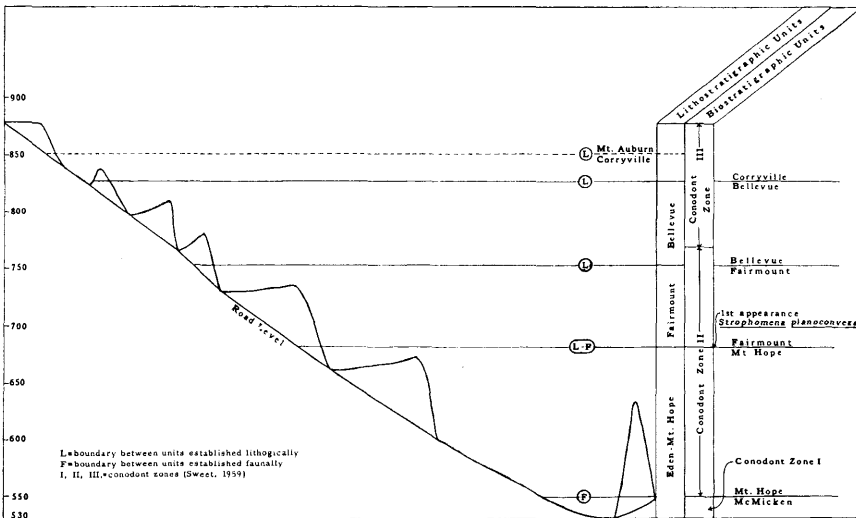 Lithostratigraphic Units
Biostratigraphic Units
900
850
800
750
700
650
600
550
530
L
Mt. Auburn
Corryville
L
Corryville
Bellevue
L
Bellevue
Fairmount
1st appearance
Strophomena planoconvexa
L-F
Fairmount
Mt Hope
F
Mt. Hope
McMicken
Conodont Zone I
Road Level
Bellevue
Fairmount
Eden-Mt. Hope
Conodont Zone III
Conodont Zone II
L=boundary between units established lithologically
F=boundary between units established faunally
I, II, III,=conodont zones (Sweet, 1959)